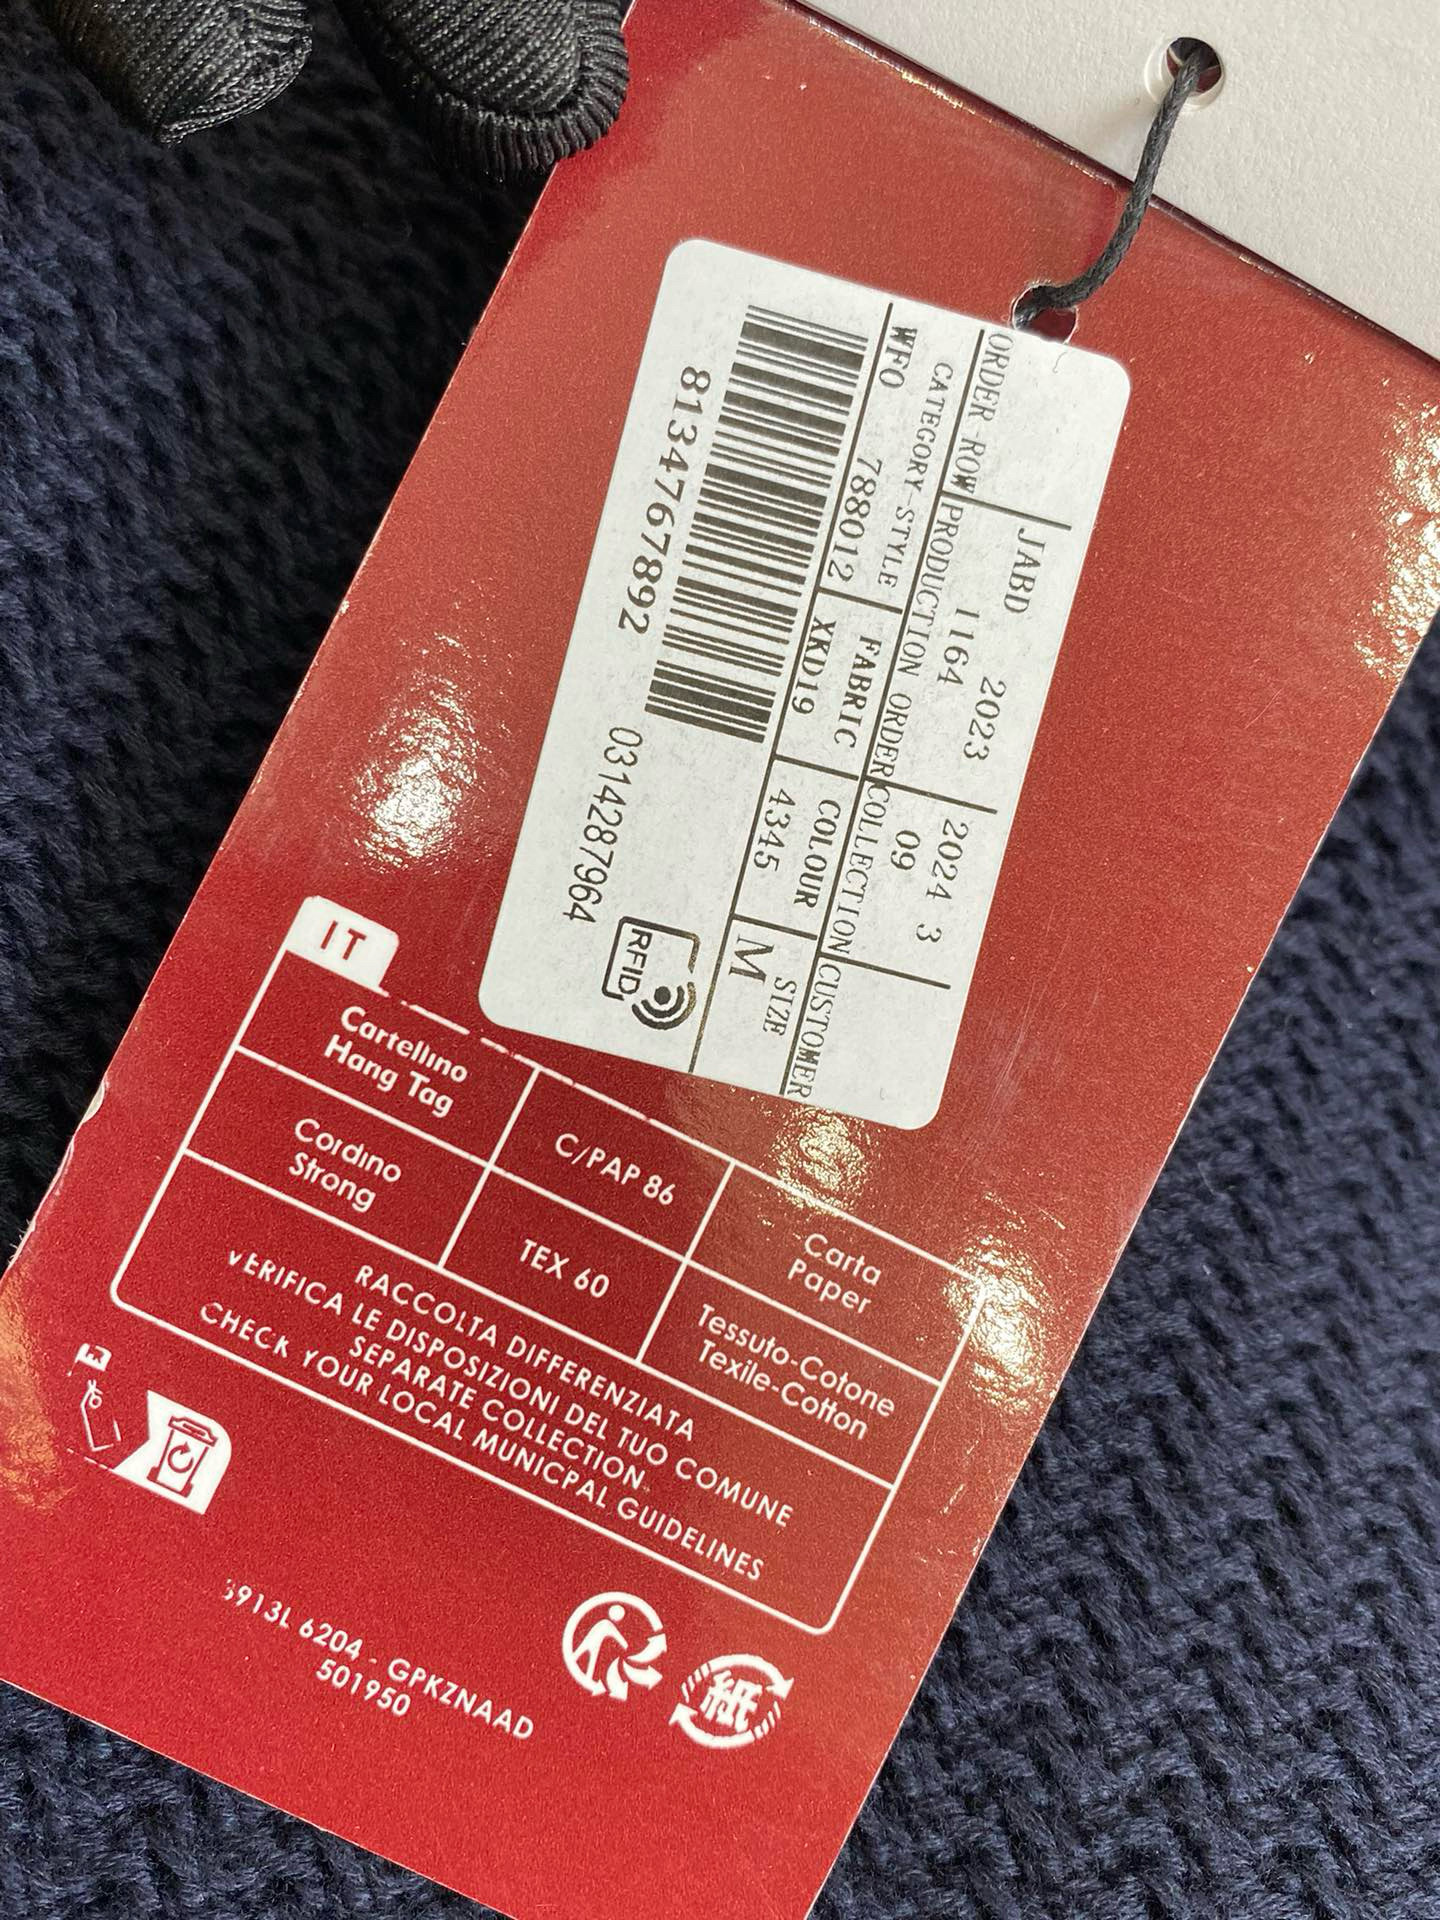 JJABD 2023 2024 3
1164 09
ORDER ROW PRODUCTION ORDER COLLECTION CUSTOMER
CATEGORY-STYLE FABRIC COLOUR SIZE
WFO 788012 XKD19 4345 M
8134767892
0314287964
RFID
IT
Cartellino
Hang Tag
C/PAP 86
Carta
Paper
Cordino
Strong
TEX 60
Tessuto-Cotone
Texile-Cotton
RACCOLTA DIFFERENZIATA
VERIFICA LE DISPOSIZIONI DEL TUO COMUNE
SEPARATE COLLECTION.
CHECK YOUR LOCAL MUNICPAL GUIDELINES
913L 6204 - GPKZNAAD
501950
紙